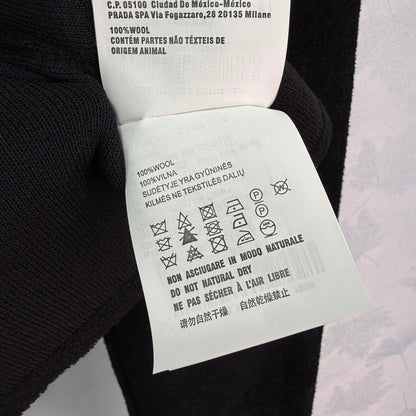 C.P. 05100 Ciudad De México-México
PRADA SPA Via Fogazzaro,28 20135 Milano
100%WOOL
CONTÉM PARTES NÃO TÉXTEIS DE
ORIGEM ANIMAL
100%WOOL
100%VILNA
SUDĖTYJE YRA GYŪNINĖS
KILMĖS NE TEKSTILĖS DALIŲ
NON ASCIUGARE IN MODO NATURALE
DO NOT NATURAL DRY
NE PAS SÉCHER À L'AIR LIBRE
请勿自然干燥 自然乾燥禁止